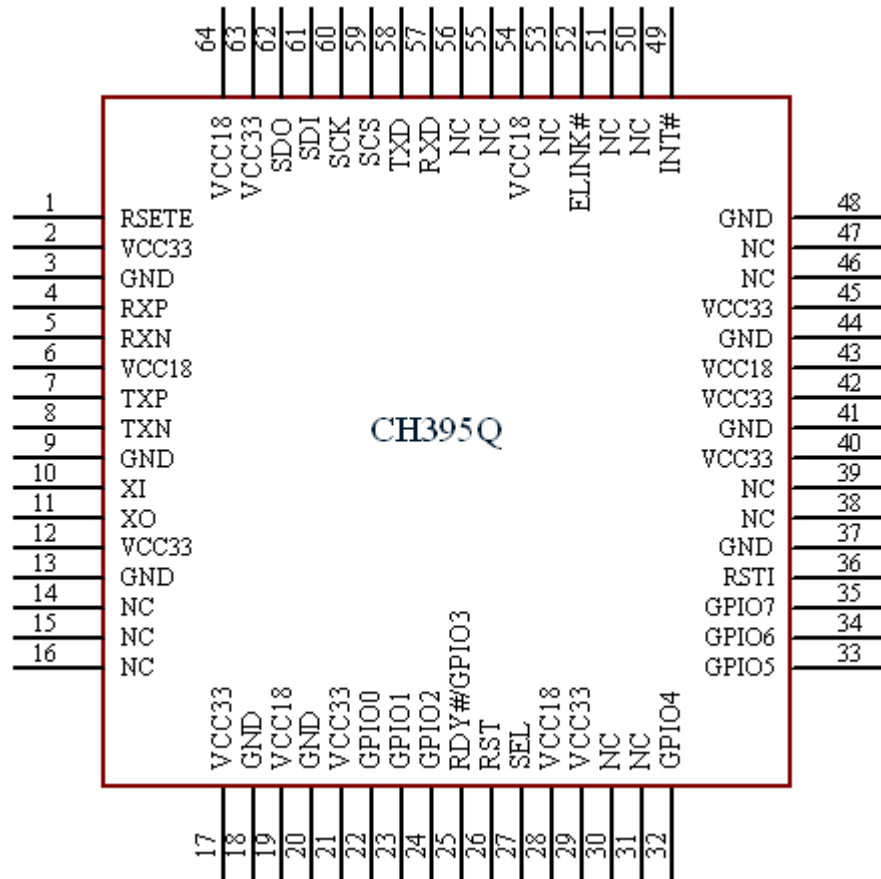 64 63 62 61 60 59 58 57 56 55 54 53 52 51 50 49
VCC18 VCC33 SDO SDI SCK SCS TXD RXD NC NC VCC18 NC ELINK# NC NC INT#
1 RSETE
2 VCC33
3 GND
4 RXP
5 RXN
6 VCC18
7 TXP
8 TXN
9 GND
10 XI
11 XO
12 VCC33
13 GND
14 NC
15 NC
16 NC
CH395Q
GND 48
NC 47
NC 46
VCC33 45
GND 44
VCC18 43
VCC33 42
GND 41
VCC33 40
NC 39
NC 38
GND 37
RSTI 36
GPIO7 35
GPIO6 34
GPIO5 33
VCC33 GND VCC18 GND VCC33 GPIO0 GPIO1 GPIO2 RDY#/GPIO3 RST SEL VCC18 VCC33 NC NC GPIO4
17 18 19 20 21 22 23 24 25 26 27 28 29 30 31 32